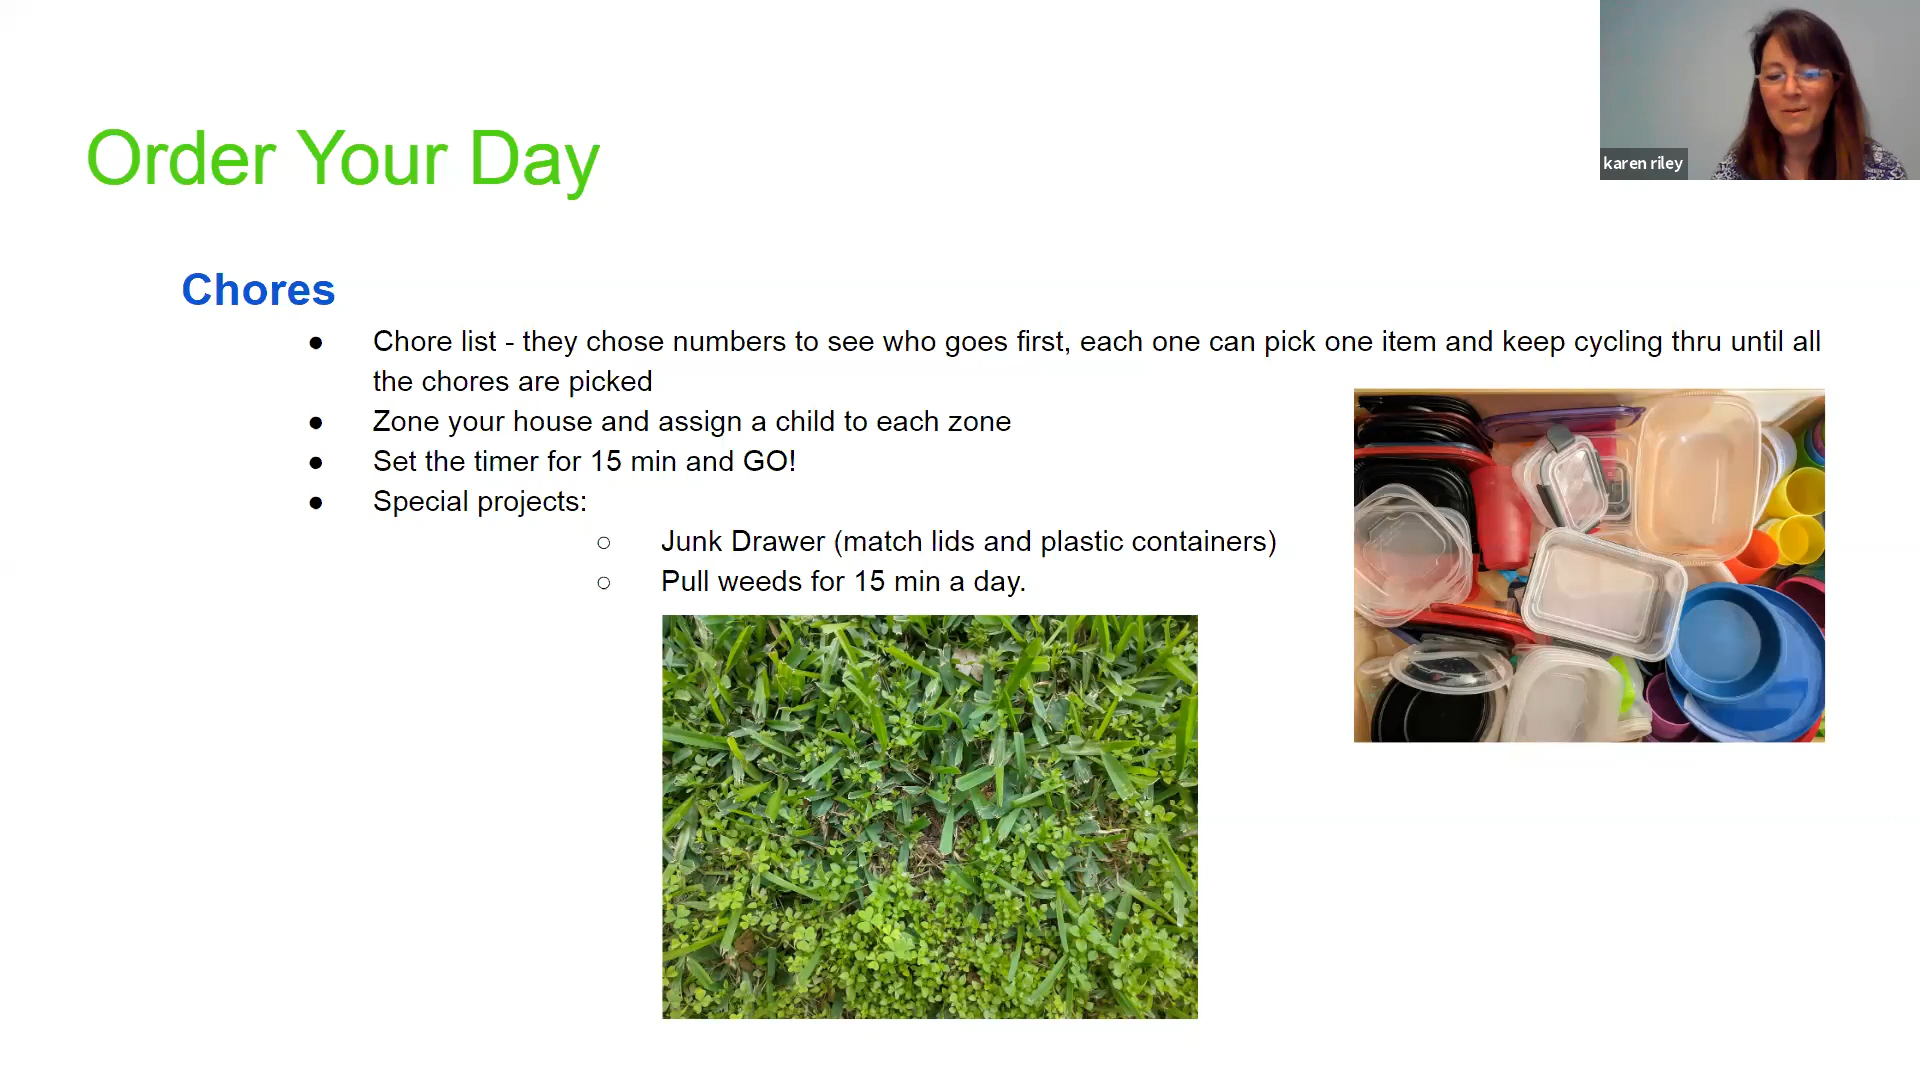 Order Your Day
karen riley
Chores
● Chore list - they chose numbers to see who goes first, each one can pick one item and keep cycling thru until all
the chores are picked
● Zone your house and assign a child to each zone
● Set the timer for 15 min and GO!
● Special projects:
○ Junk Drawer (match lids and plastic containers)
○ Pull weeds for 15 min a day.